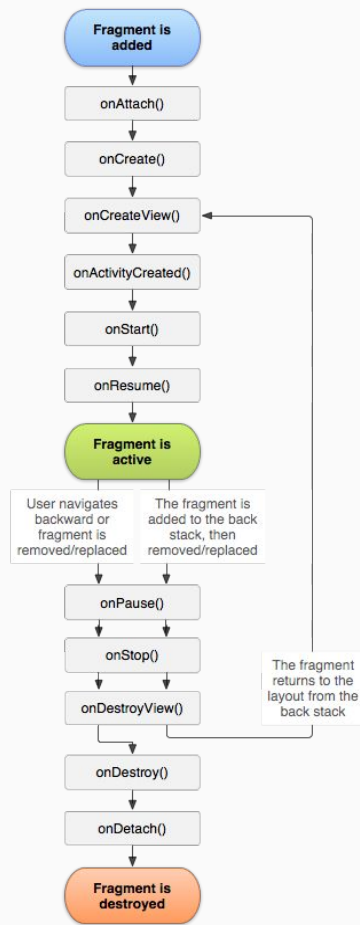 Fragment is
added
onAttach()
onCreate()
onCreateView()
onActivityCreated()
onStart()
onResume()
Fragment is
active
User navigates
backward or
fragment is
removed/replaced
The fragment is
added to the back
stack, then
removed/replaced
onPause()
onStop()
The fragment
returns to the
layout from the
back stack
onDestroyView()
onDestroy()
onDetach()
Fragment is
destroyed